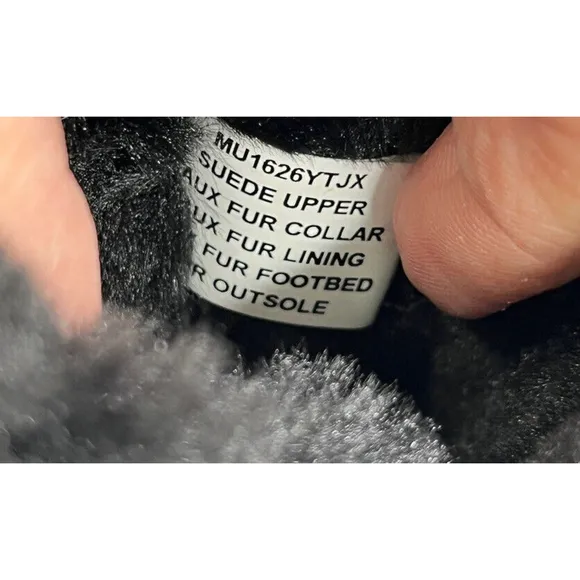 MU1626YTJX
SUEDE UPPER
AUX FUR COLLAR
UX FUR LINING
FUR FOOTBED
R OUTSOLE